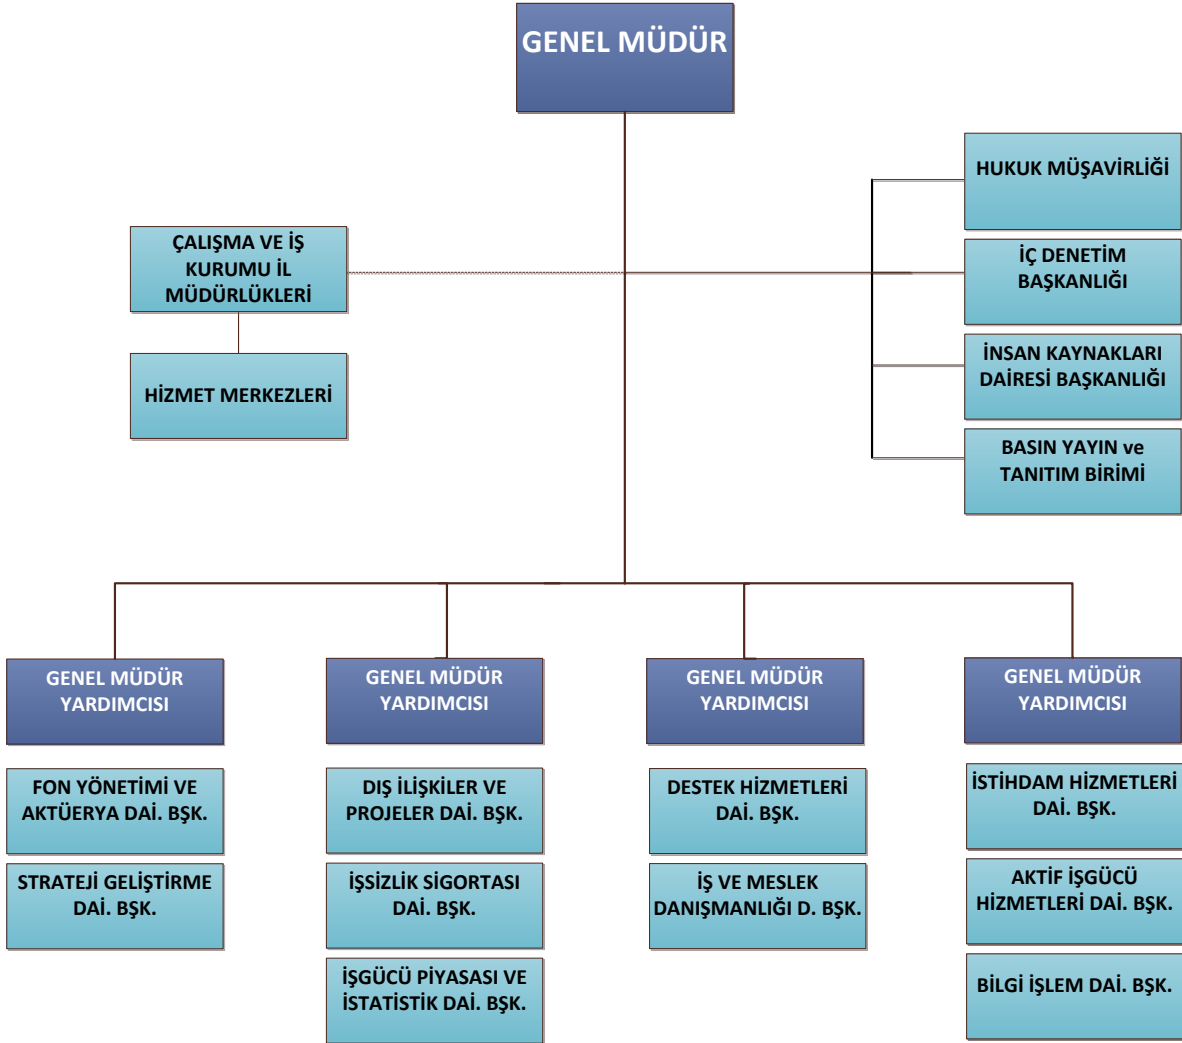 GENEL MÜDÜR
HUKUK MÜŞAVİRLİĞİ
ÇALIŞMA VE İŞ
KURUMU İL
MÜDÜRLÜKLERİ
İÇ DENETİM
BAŞKANLIĞI
HİZMET MERKEZLERİ
İNSAN KAYNAKLARI
DAİRESİ BAŞKANLIĞI
BASIN YAYIN ve
TANITIM BİRİMİ
GENEL MÜDÜR
YARDIMCISI
GENEL MÜDÜR
YARDIMCISI
GENEL MÜDÜR
YARDIMCISI
GENEL MÜDÜR
YARDIMCISI
FON YÖNETİMİ VE
AKTÜERYA DAİ. BŞK.
DIŞ İLİŞKİLER VE
PROJELER DAİ. BŞK.
DESTEK HİZMETLERİ
DAİ. BŞK.
İSTİHDAM HİZMETLERİ
DAİ. BŞK.
STRATEJİ GELİŞTİRME
DAİ. BŞK.
İŞSİZLİK SİGORTASI
DAİ. BŞK.
İŞ VE MESLEK
DANIŞMANLIĞI D. BŞK.
AKTİF İŞGÜCÜ
HİZMETLERİ DAİ. BŞK.
İŞGÜCÜ PİYASASI VE
İSTATİSTİK DAİ. BŞK.
BİLGİ İŞLEM DAİ. BŞK.